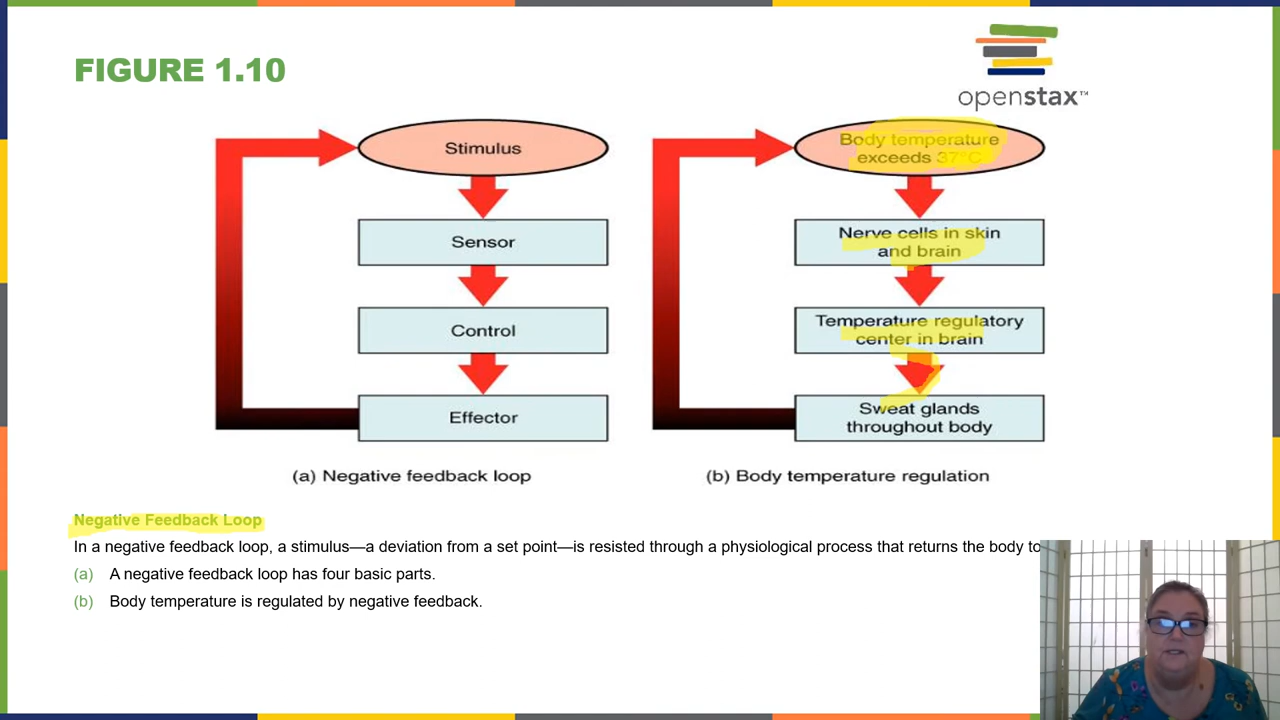 FIGURE 1.10
openstax™
Stimulus
Sensor
Control
Effector
(a) Negative feedback loop
Body temperature
exceeds 37°C
Nerve cells in skin
and brain
Temperature regulatory
center in brain
Sweat glands
throughout body
(b) Body temperature regulation
Negative Feedback Loop
In a negative feedback loop, a stimulus—a deviation from a set point—is resisted through a physiological process that returns the body to
(a) A negative feedback loop has four basic parts.
(b) Body temperature is regulated by negative feedback.